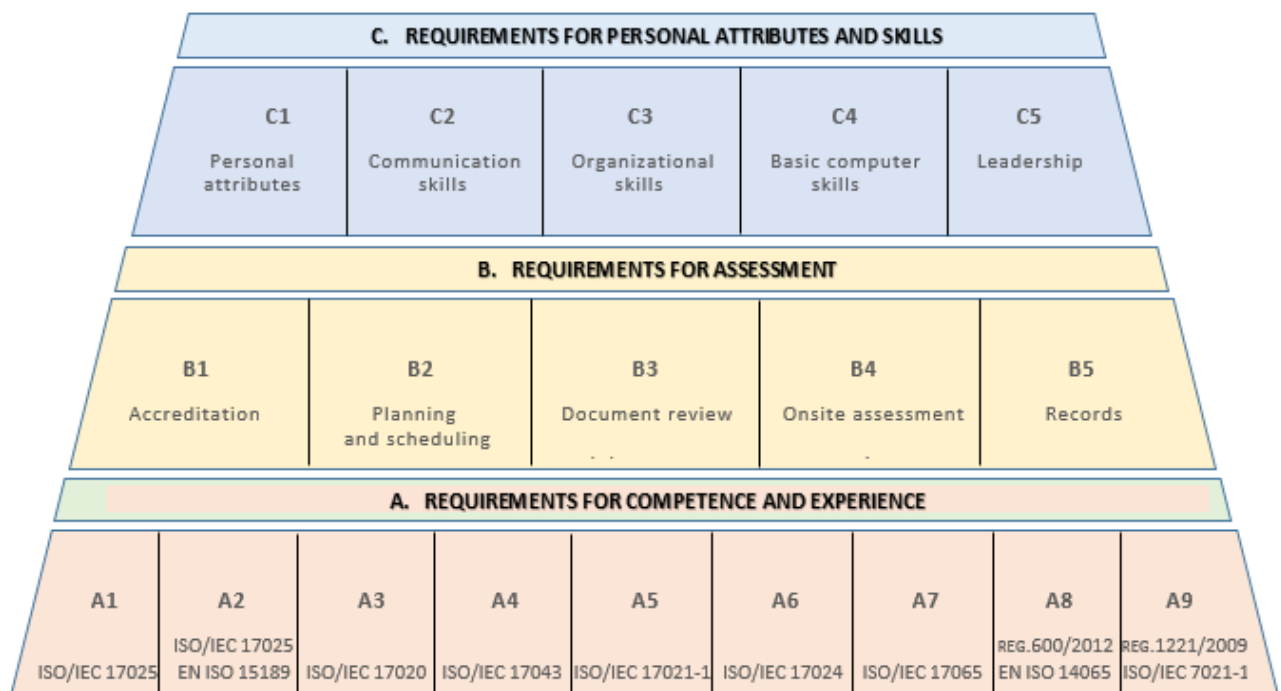 C. REQUIREMENTS FOR PERSONAL ATTRIBUTES AND SKILLS
C1
Personal
attributes
C2
Communication
skills
C3
Organizational
skills
C4
Basic computer
skills
C5
Leadership
B. REQUIREMENTS FOR ASSESSMENT
B1
Accreditation
B2
Planning
and scheduling
B3
Document review
B4
Onsite assessment
B5
Records
A. REQUIREMENTS FOR COMPETENCE AND EXPERIENCE
A1
ISO/IEC 17025
A2
ISO/IEC 17025
EN ISO 15189
A3
ISO/IEC 17020
A4
ISO/IEC 17043
A5
ISO/IEC 17021-1
A6
ISO/IEC 17024
A7
ISO/IEC 17065
A8
REG.600/2012
EN ISO 14065
A9
REG.1221/2009
ISO/IEC 7021-1